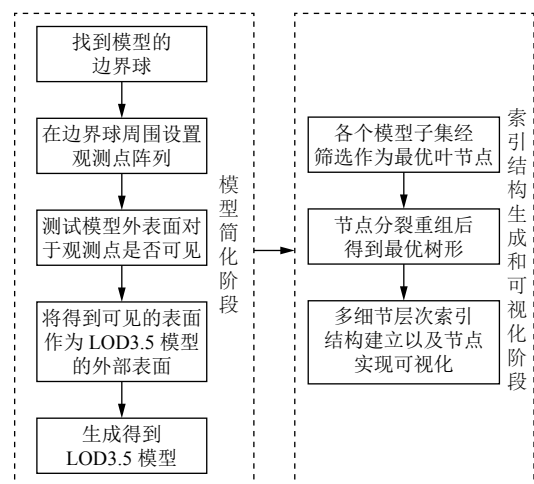 找到模型的
边界球
在边界球周围设置
观测点阵列
测试模型外表面对
于观测点是否可见
将得到可见的表面
作为 LOD3.5 模型
的外部表面
生成得到
LOD3.5 模型
模型简化阶段
各个模型子集经
筛选作为最优叶节点
节点分裂重组后
得到最优树形
多细节层次索引
结构建立以及节点
实现可视化
索引结构生成和可视化阶段